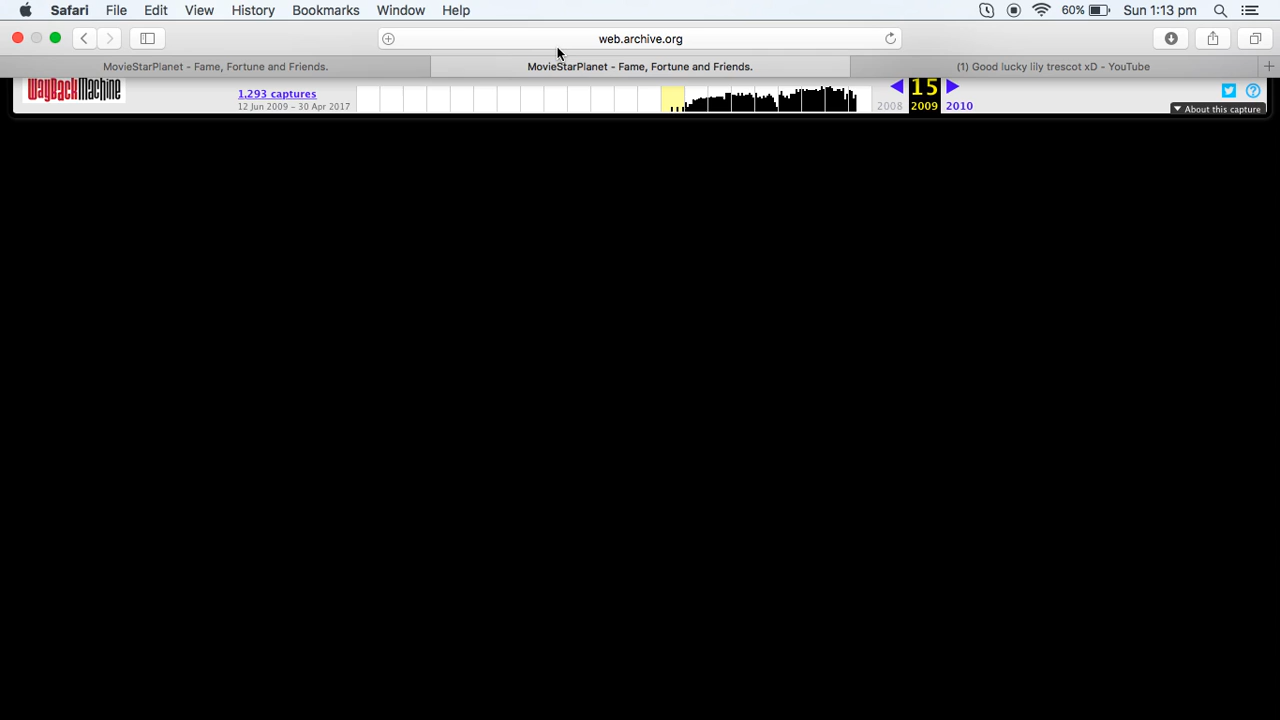 Safari File Edit View History Bookmarks Window Help 60% Sun 1:13 pm
web.archive.org
MovieStarPlanet - Fame, Fortune and Friends. MovieStarPlanet - Fame, Fortune and Friends. (1) Good lucky lily trescot xD - YouTube
WayBackMachine 1,293 captures 15
12 Jun 2009 – 30 Apr 2017 2008 2009 2010 About this capture